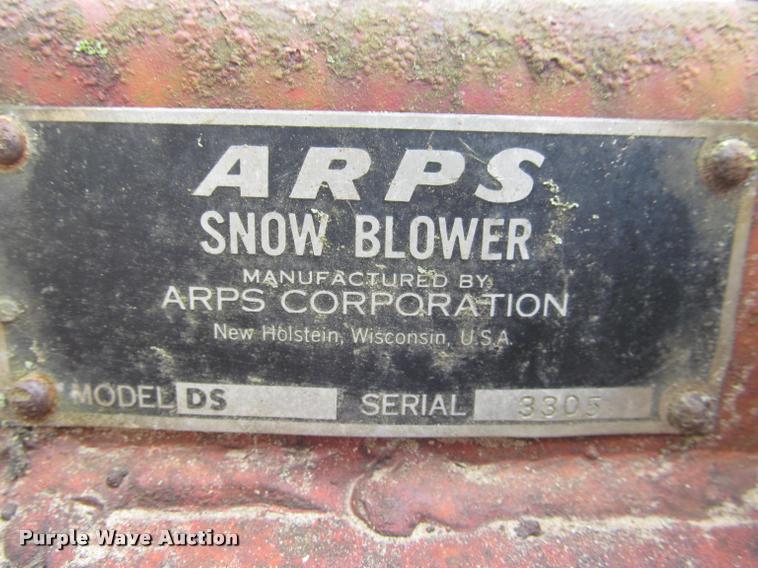 ARPS
SNOW BLOWER
MANUFACTURED BY
ARPS CORPORATION
New Holstein, Wisconsin, U.S.A.
MODEL DS SERIAL 3305
Purple Wave Auction